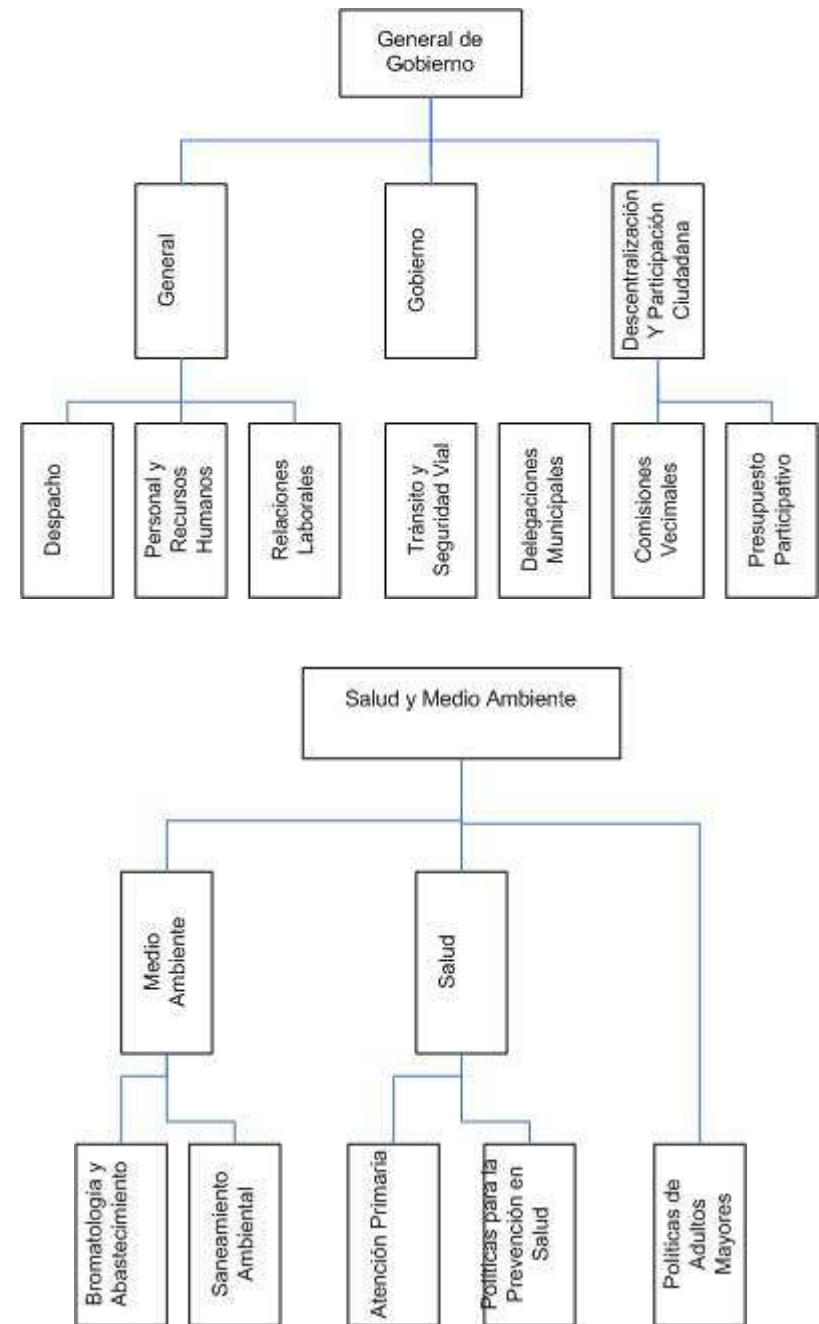 General de
Gobierno
General
Gobierno
Descentralización
Y Participación
Ciudadana
Despacho
Personal y
Recursos
Humanos
Relaciones
Laborales
Tránsito y
Seguridad Vial
Delegaciones
Municipales
Comisiones
Vecimales
Presupuesto
Participativo
Salud y Medio Ambiente
Medio
Ambiente
Salud
Bromatología y
Abastecimiento
Saneamiento
Ambiental
Atención Primaria
Políticas para la
Prevención en
Salud
Políticas de
Adultos
Mayores